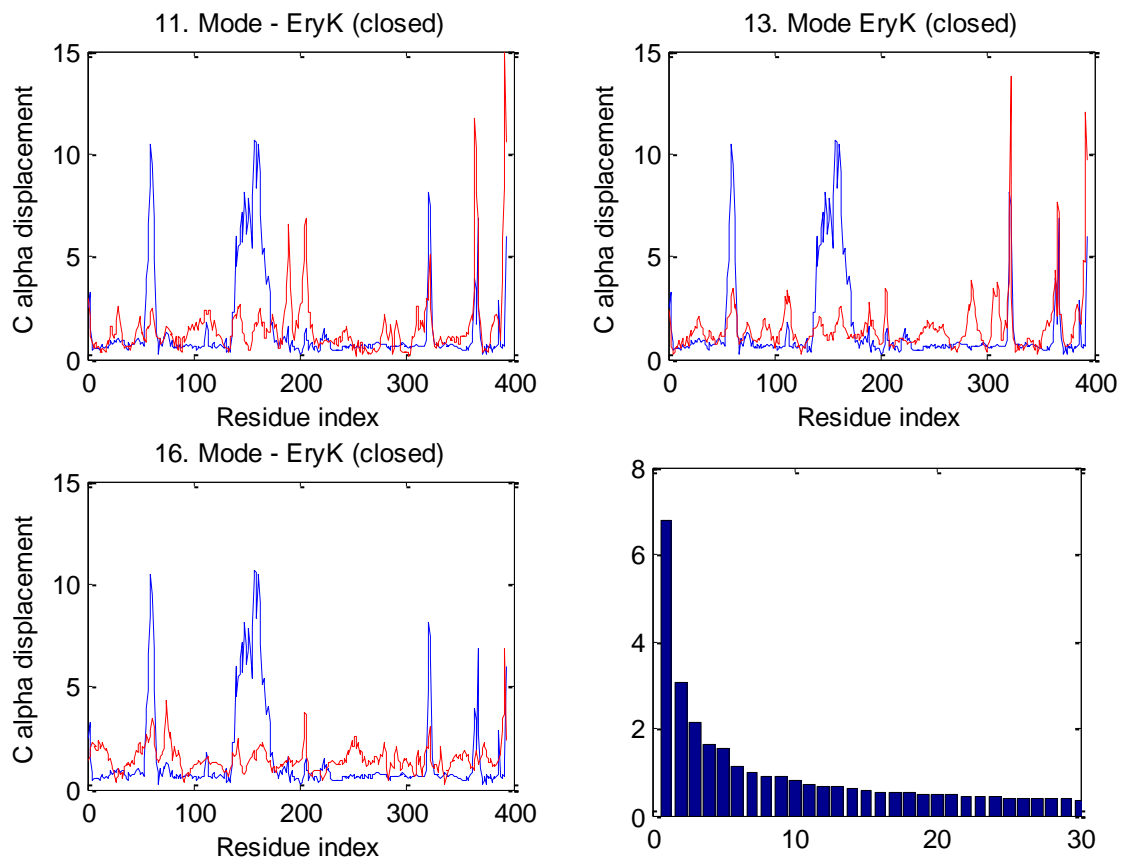 11. Mode - EryK (closed)
15
10
5
0
C alpha displacement
0 100 200 300 400
Residue index
13. Mode EryK (closed)
15
10
5
0
C alpha displacement
0 100 200 300 400
Residue index
16. Mode - EryK (closed)
15
10
5
0
C alpha displacement
0 100 200 300 400
Residue index
8
6
4
2
0
0 10 20 30